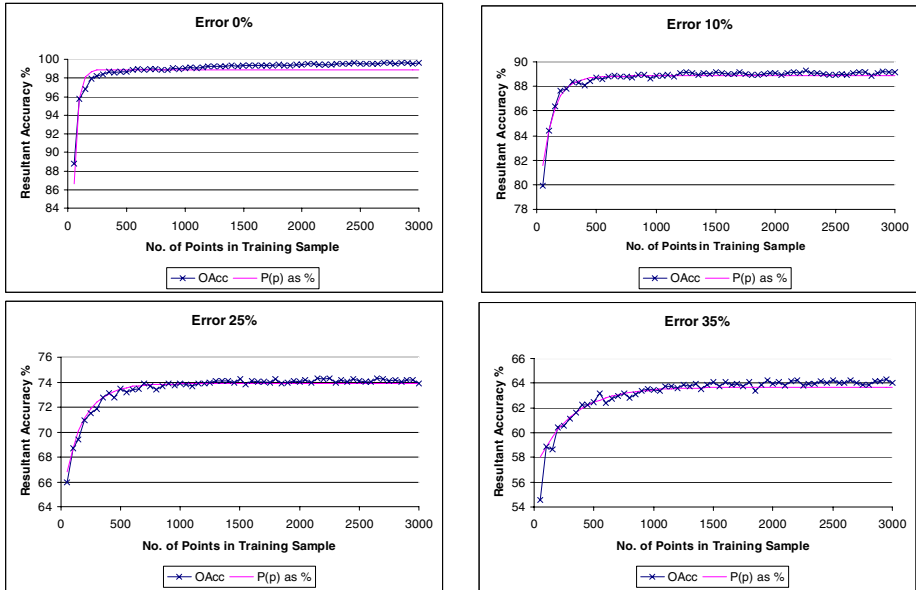 Error 0%
Resultant Accuracy %
100
98
96
94
92
90
88
86
84
0 500 1000 1500 2000 2500 3000
No. of Points in Training Sample
OAcc P(p) as %
Error 10%
Resultant Accuracy %
90
88
86
84
82
80
78
0 500 1000 1500 2000 2500 3000
No. of Points in Training Sample
OAcc P(p) as %
Error 25%
Resultant Accuracy %
76
74
72
70
68
66
64
0 500 1000 1500 2000 2500 3000
No. of Points in Training Sample
OAcc P(p) as %
Error 35%
Resultant Accuracy %
66
64
62
60
58
56
54
0 500 1000 1500 2000 2500 3000
No. of Points in Training Sample
OAcc P(p) as %